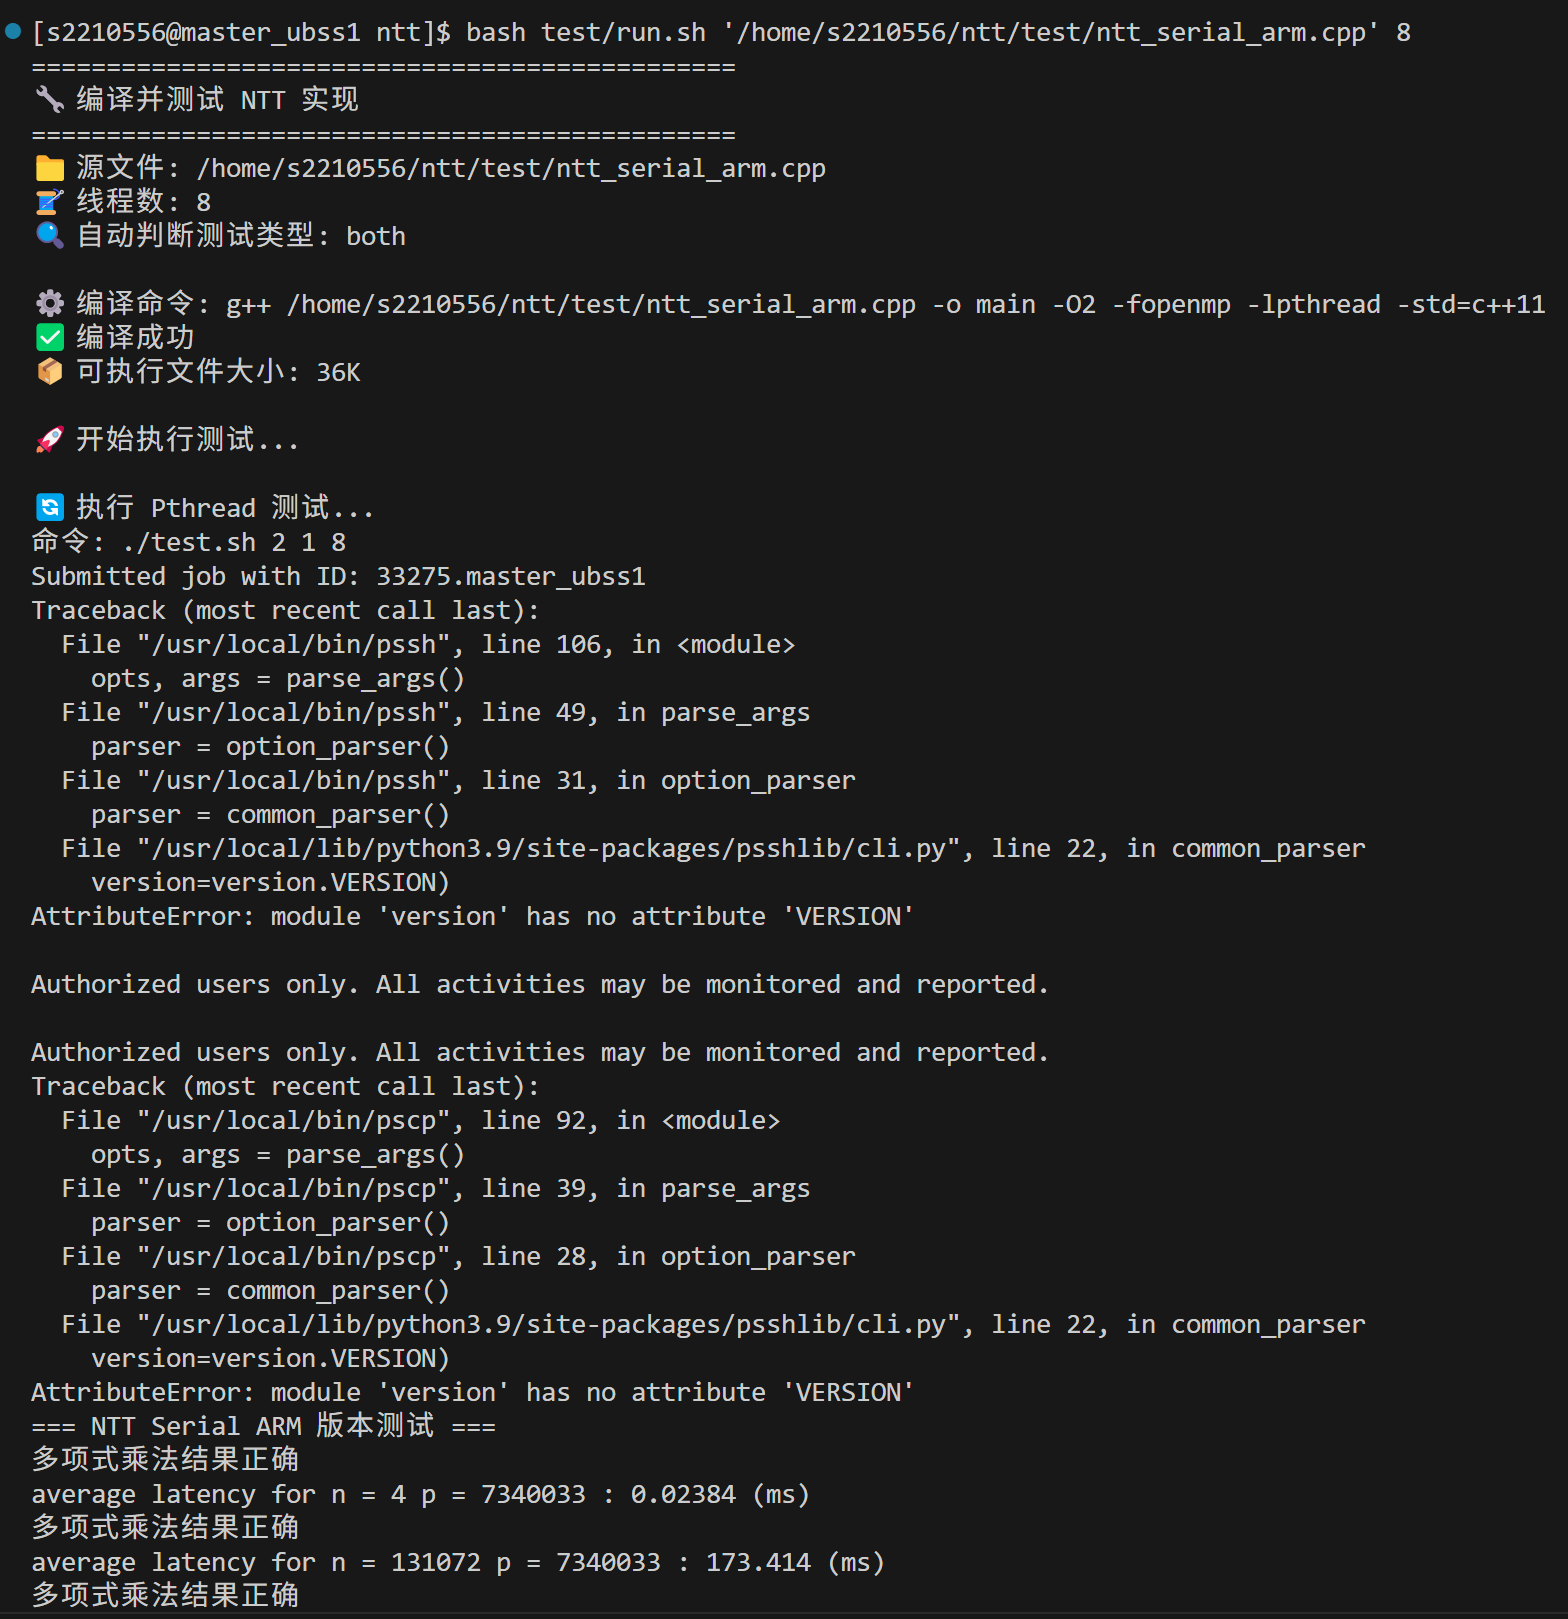 [s2210556@master_ubss1 ntt]$ bash test/run.sh '/home/s2210556/ntt/test/ntt_serial_arm.cpp' 8
===============================================
🔧 编译并测试 NTT 实现
===============================================
📁 源文件: /home/s2210556/ntt/test/ntt_serial_arm.cpp
🧵 线程数: 8
🔍 自动判断测试类型: both

⚙️ 编译命令: g++ /home/s2210556/ntt/test/ntt_serial_arm.cpp -o main -O2 -fopenmp -lpthread -std=c++11
✅ 编译成功
📦 可执行文件大小: 36K

🚀 开始执行测试...

🔄 执行 Pthread 测试...
命令: ./test.sh 2 1 8
Submitted job with ID: 33275.master_ubss1
Traceback (most recent call last):
  File "/usr/local/bin/pssh", line 106, in <module>
    opts, args = parse_args()
  File "/usr/local/bin/pssh", line 49, in parse_args
    parser = option_parser()
  File "/usr/local/bin/pssh", line 31, in option_parser
    parser = common_parser()
  File "/usr/local/lib/python3.9/site-packages/psshlib/cli.py", line 22, in common_parser
    version=version.VERSION)
AttributeError: module 'version' has no attribute 'VERSION'

Authorized users only. All activities may be monitored and reported.

Authorized users only. All activities may be monitored and reported.
Traceback (most recent call last):
  File "/usr/local/bin/pscp", line 92, in <module>
    opts, args = parse_args()
  File "/usr/local/bin/pscp", line 39, in parse_args
    parser = option_parser()
  File "/usr/local/bin/pscp", line 28, in option_parser
    parser = common_parser()
  File "/usr/local/lib/python3.9/site-packages/psshlib/cli.py", line 22, in common_parser
    version=version.VERSION)
AttributeError: module 'version' has no attribute 'VERSION'
=== NTT Serial ARM 版本测试 ===
多项式乘法结果正确
average latency for n = 4 p = 7340033 : 0.02384 (ms)
多项式乘法结果正确
average latency for n = 131072 p = 7340033 : 173.414 (ms)
多项式乘法结果正确